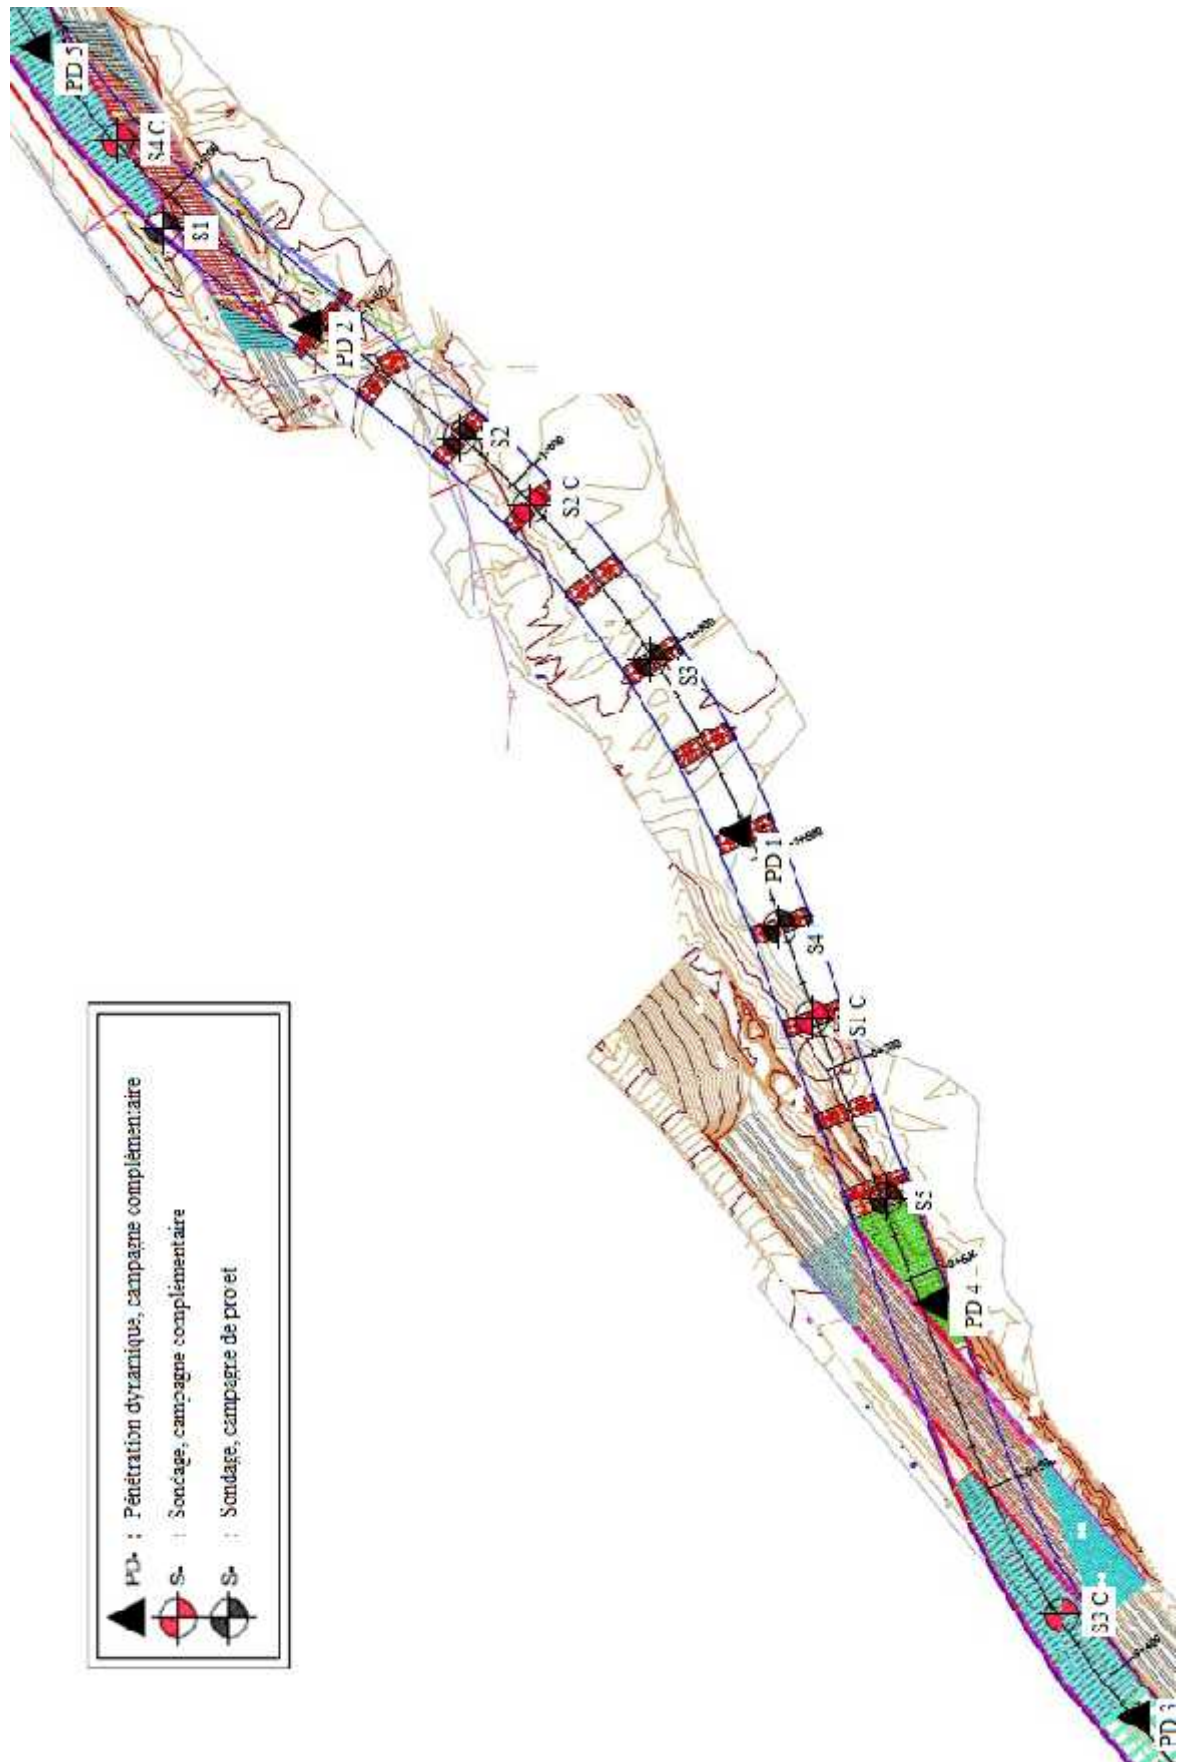 PD- : Pénétration dynamique, campagne complémentaire
S- : Sondage, campagne complémentaire
S- : Sondage, campagne de projet
PD 5
S4 C
S1
PD 2
S2
S2 C
S3
PD 1
S4
S1 C
S5
PD 4
S3 C
PD 3